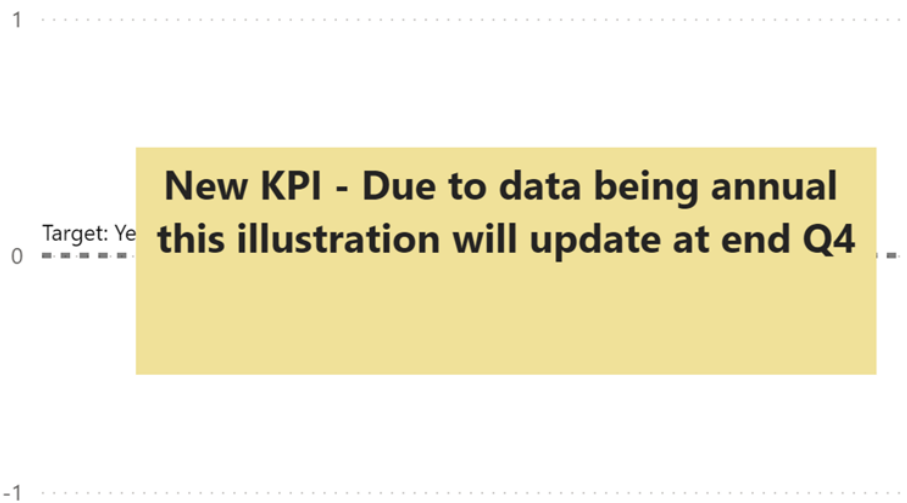 1
New KPI - Due to data being annual
this illustration will update at end Q4
Target: Ye
0
-1